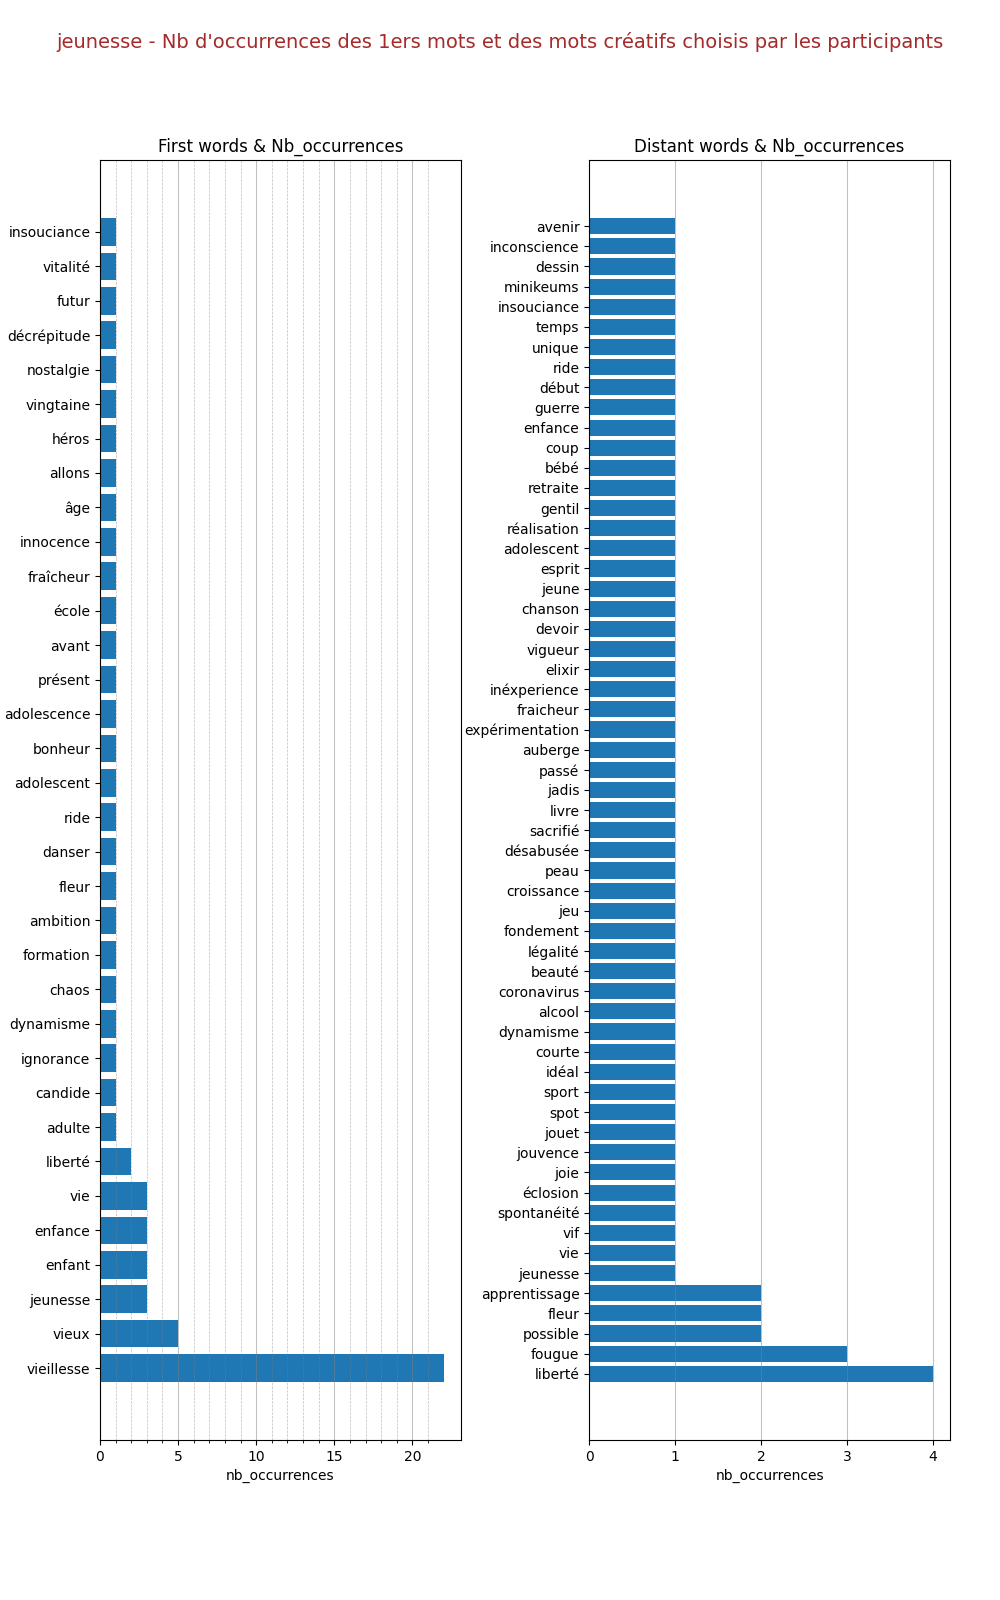 jeunesse - Nb d'occurrences des 1ers mots et des mots créatifs choisis par les participants
First words & Nb_occurrences
insouciance
vitalité
futur
décrépitude
nostalgie
vingtaine
héros
allons
âge
innocence
fraîcheur
école
avant
présent
adolescence
bonheur
adolescent
ride
danser
fleur
ambition
formation
chaos
dynamisme
ignorance
candide
adulte
liberté
vie
enfance
enfant
jeunesse
vieux
vieillesse
0 5 10 15 20
nb_occurrences
Distant words & Nb_occurrences
avenir
inconscience
dessin
minikeums
insouciance
temps
unique
ride
début
guerre
enfance
coup
bébé
retraite
gentil
réalisation
adolescent
esprit
jeune
chanson
devoir
vigueur
elixir
inéxperience
fraicheur
expérimentation
auberge
passé
jadis
livre
sacrifié
désabusée
peau
croissance
jeu
fondement
légalité
beauté
coronavirus
alcool
dynamisme
courte
idéal
sport
spot
jouet
jouvence
joie
éclosion
spontanéité
vif
vie
jeunesse
apprentissage
fleur
possible
fougue
liberté
0 1 2 3 4
nb_occurrences